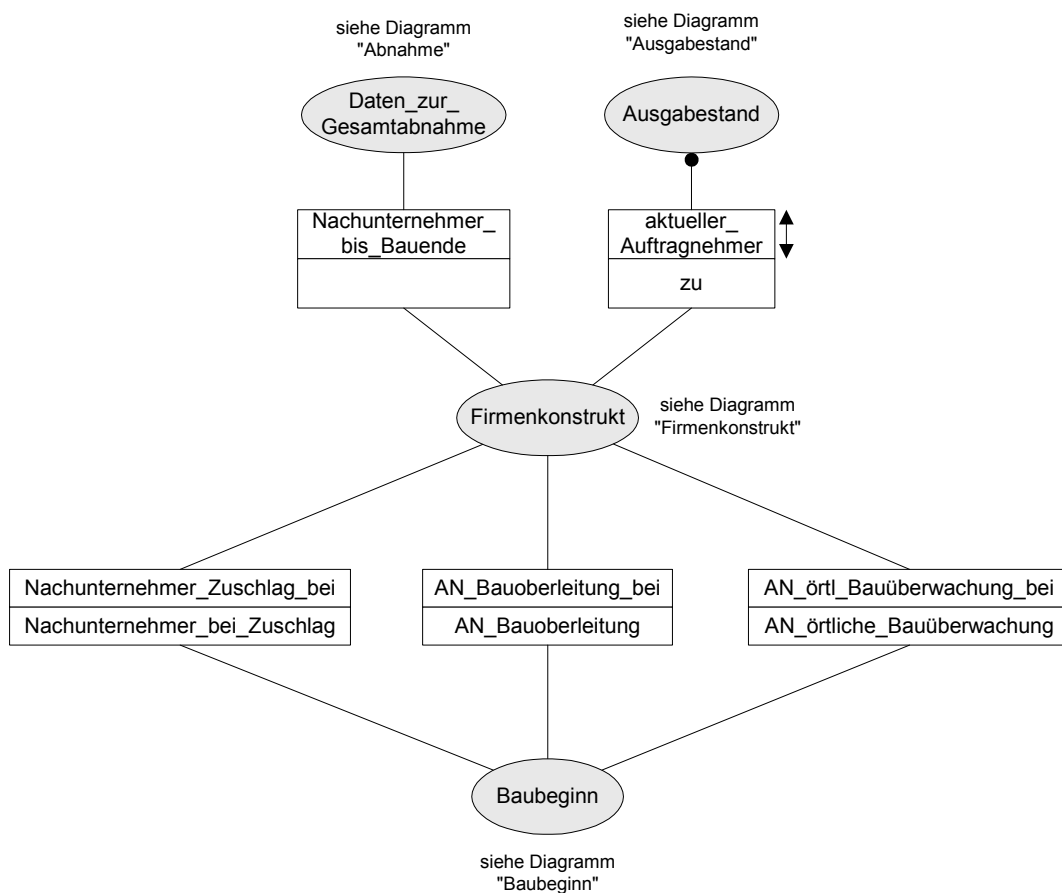 siehe Diagramm
"Abnahme"
siehe Diagramm
"Ausgabestand"
Daten_zur_
Gesamtabnahme
Ausgabestand
Nachunternehmer_
bis_Bauende
aktueller_
Auftragnehmer
zu
Firmenkonstrukt
siehe Diagramm
"Firmenkonstrukt"
Nachunternehmer_Zuschlag_bei
Nachunternehmer_bei_Zuschlag
AN_Bauoberleitung_bei
AN_Bauoberleitung
AN_örtl_Bauüberwachung_bei
AN_örtliche_Bauüberwachung
Baubeginn
siehe Diagramm
"Baubeginn"